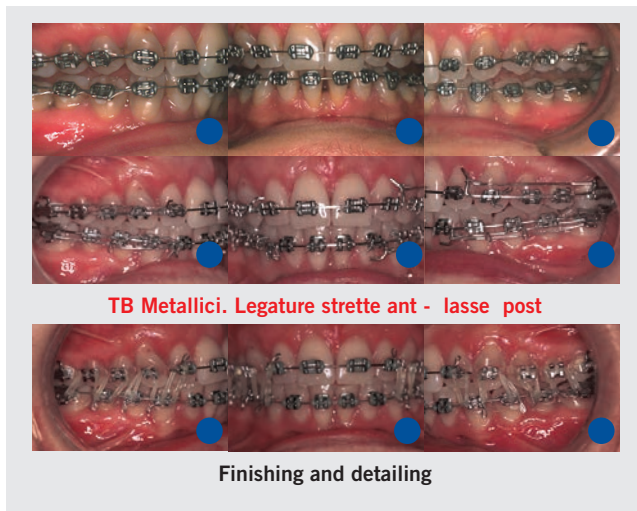 TB Metallici. Legature strette ant - lasse post
Finishing and detailing